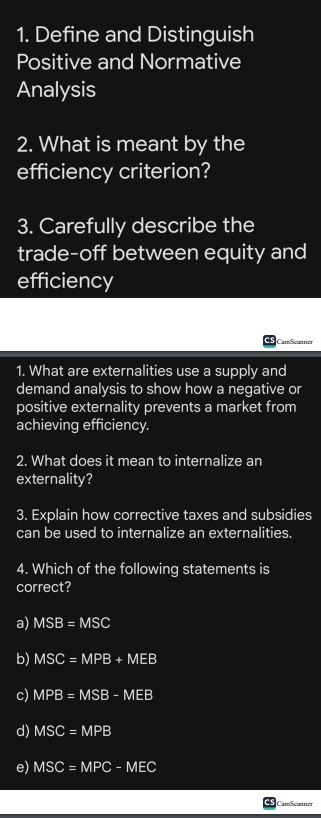 1. Define and Distinguish
Positive and Normative
Analysis
2. What is meant by the
efficiency criterion?
3. Carefully describe the
trade-off between equity and
efficiency
CS CamScanner
1. What are externalities use a supply and
demand analysis to show how a negative or
positive externality prevents a market from
achieving efficiency.
2. What does it mean to internalize an
externality?
3. Explain how corrective taxes and subsidies
can be used to internalize an externalities.
4. Which of the following statements is
correct?
a) MSB = MSC
b) MSC = MPB + MEB
c) MPB = MSB - MEB
d) MSC = MPB
e) MSC = MPC - MEC
CS CamScanner